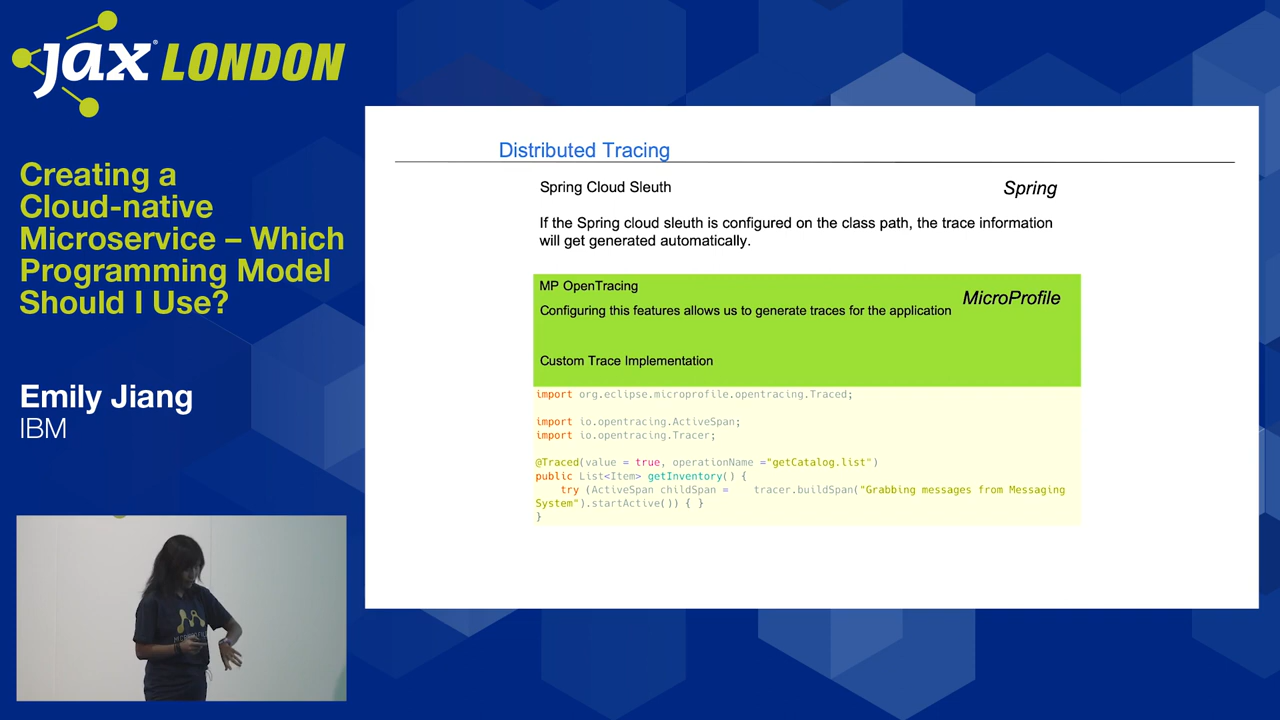 jax® LONDON
Creating a
Cloud-native
Microservice – Which
Programming Model
Should I Use?
Emily Jiang
IBM
Distributed Tracing
Spring Cloud Sleuth
Spring
If the Spring cloud sleuth is configured on the class path, the trace information
will get generated automatically.
MP OpenTracing
MicroProfile
Configuring this features allows us to generate traces for the application
Custom Trace Implementation
import org.eclipse.microprofile.opentracing.Traced;
import io.opentracing.ActiveSpan;
import io.opentracing.Tracer;
@Traced(value = true, operationName ="getCatalog.list")
public List<Item> getInventory() {
try (ActiveSpan childSpan = tracer.buildSpan("Grabbing messages from Messaging
System").startActive()) { }
}